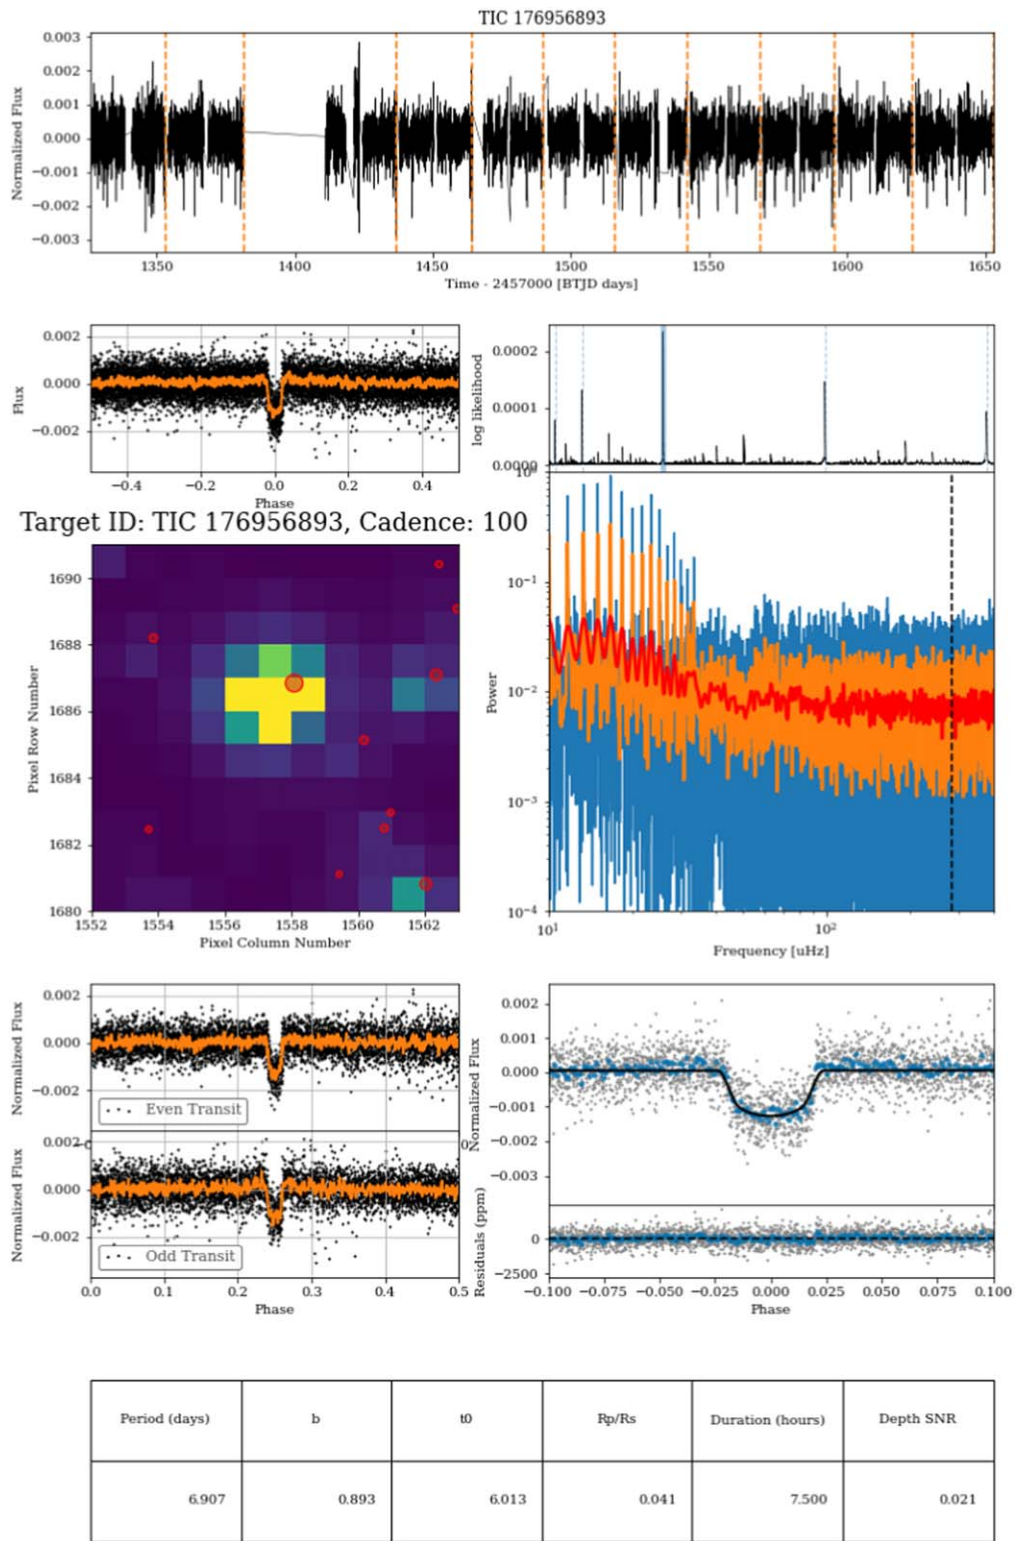 TIC 176956893
Normalized Flux
0.003
0.002
0.001
0.000
−0.001
−0.002
−0.003
1350 1400 1450 1500 1550 1600 1650
Time - 2457000 [BTJD days]
Flux
0.002
0.000
−0.002
−0.4 −0.2 0.0 0.2 0.4
Phase
log likelihood
0.0002
0.0001
0.0000
Target ID: TIC 176956893, Cadence: 100
Pixel Row Number
1690
1688
1686
1684
1682
1680
1552 1554 1556 1558 1560 1562
Pixel Column Number
Power
10⁰
10⁻¹
10⁻²
10⁻³
10⁻⁴
10¹ 10²
Frequency [uHz]
Normalized Flux
0.002
0.000
−0.002
Even Transit
Normalized Flux
0.002
0.000
−0.002
Odd Transit
0.0 0.1 0.2 0.3 0.4 0.5
Phase
Normalized Flux
0.002
0.001
0.000
−0.001
−0.002
−0.003
Residuals (ppm)
0
−2500
−0.100 −0.075 −0.050 −0.025 0.000 0.025 0.050 0.075 0.100
Phase
Period (days) b t0 Rp/Rs Duration (hours) Depth SNR
6.907 0.893 6.013 0.041 7.500 0.021